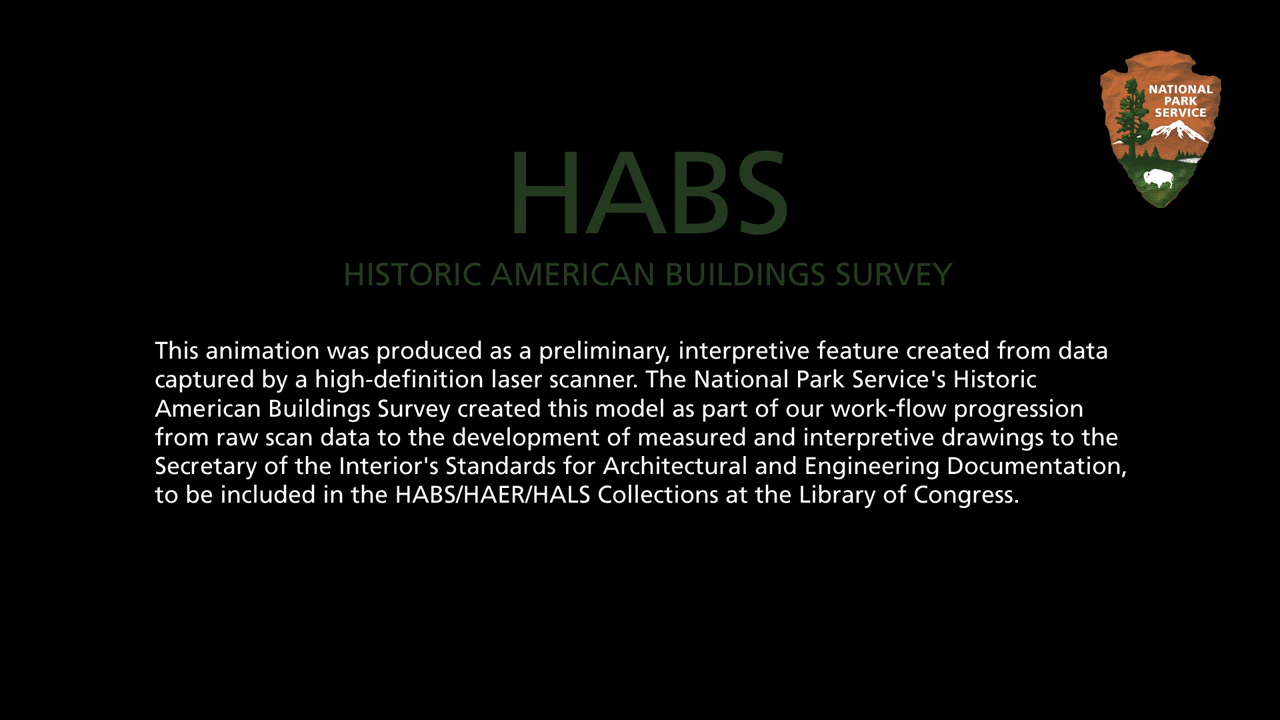 NATIONAL
PARK
SERVICE
HABS
HISTORIC AMERICAN BUILDINGS SURVEY
This animation was produced as a preliminary, interpretive feature created from data
captured by a high-definition laser scanner. The National Park Service's Historic
American Buildings Survey created this model as part of our work-flow progression
from raw scan data to the development of measured and interpretive drawings to the
Secretary of the Interior's Standards for Architectural and Engineering Documentation,
to be included in the HABS/HAER/HALS Collections at the Library of Congress.